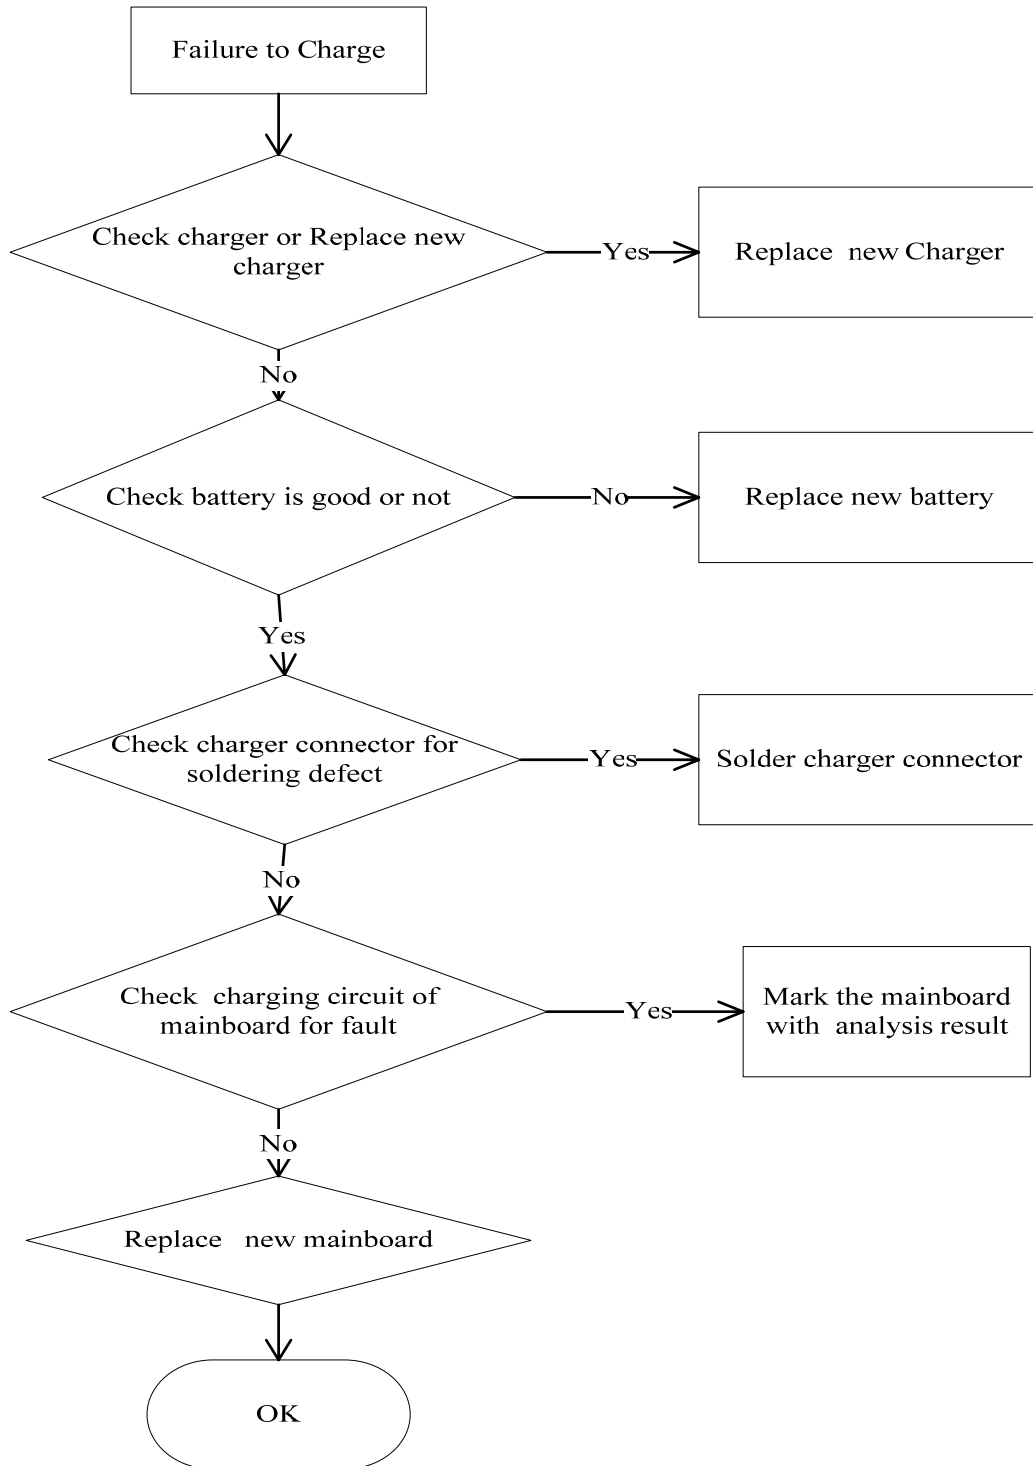 Failure to Charge
Check charger or Replace new
charger
Yes
Replace  new Charger
No
Check battery is good or not
No
Replace new battery
Yes
Check charger connector for
soldering defect
Yes
Solder charger connector
No
Check  charging circuit of
mainboard for fault
Yes
Mark the mainboard
with  analysis result
No
Replace   new mainboard
OK